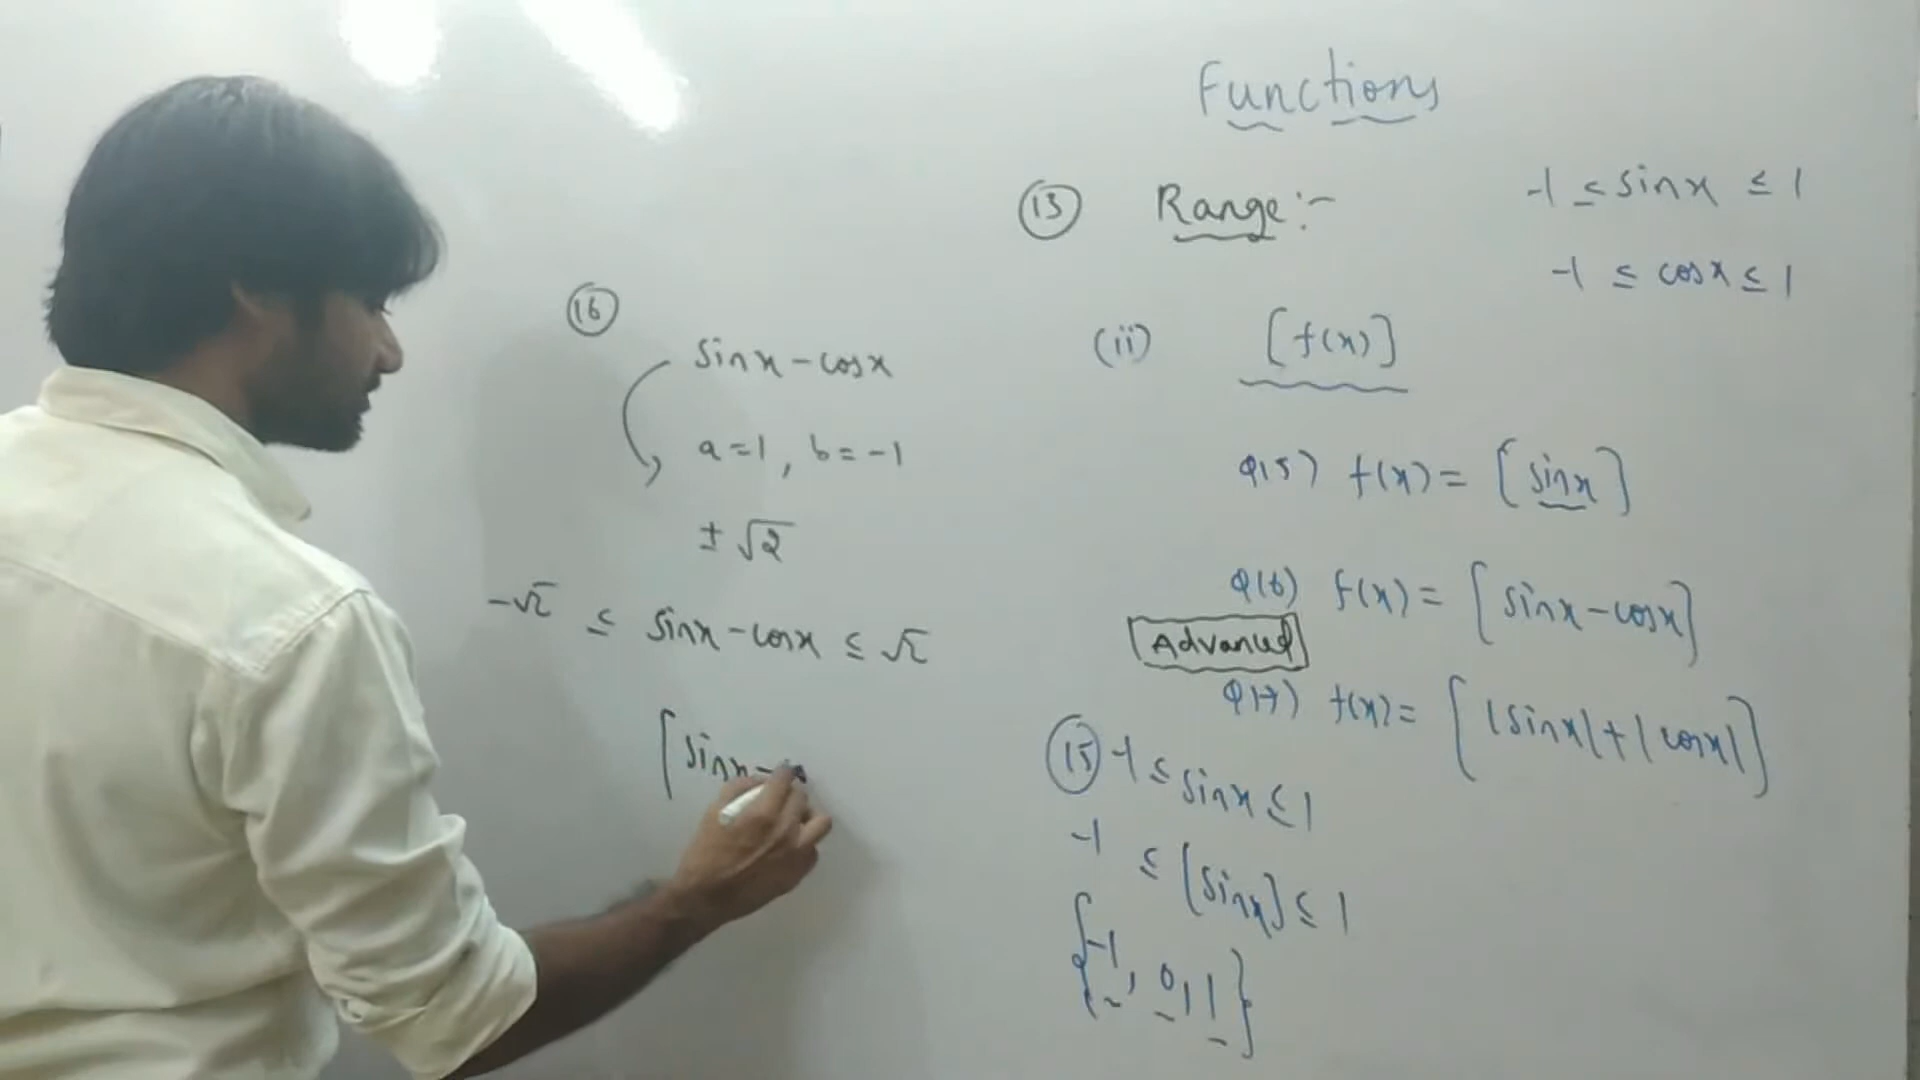 Functions
(13) Range :-
-1 ≤ sinx ≤ 1
-1 ≤ cosx ≤ 1
(ii) [f(x)]
Q15) f(x) = [sinx]
Q16) f(x) = [sinx-cosx]
Advanced
Q17) f(x) = [|sinx|+|cosx|]
(15) -1 ≤ sinx ≤ 1
-1 ≤ [sinx] ≤ 1
{-1, 0, 1}
(16)
sinx-cosx
a=1, b=-1
± √2
-√2 ≤ sinx-cosx ≤ √2
[sinx-